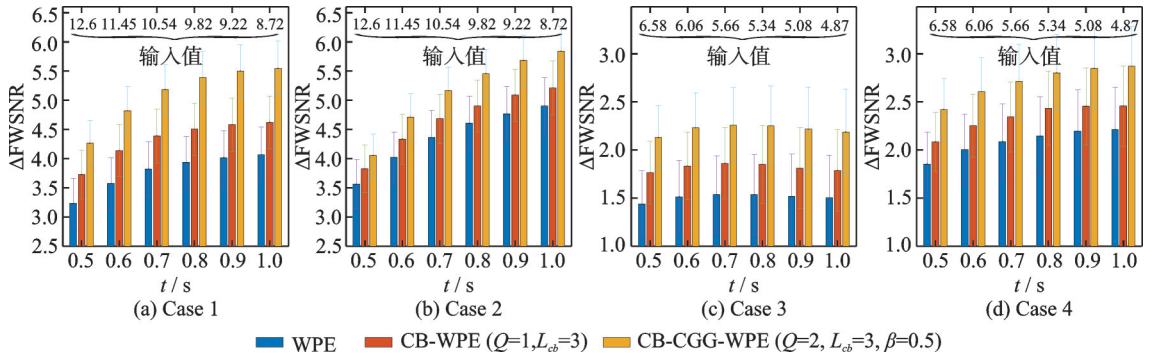 12.6 11.45 10.54 9.82 9.22 8.72
输入值
ΔFWSNR
6.5
6.0
5.5
5.0
4.5
4.0
3.5
3.0
2.5
0.5 0.6 0.7 0.8 0.9 1.0
t / s
(a) Case 1
12.6 11.45 10.54 9.82 9.22 8.72
输入值
ΔFWSNR
6.5
6.0
5.5
5.0
4.5
4.0
3.5
3.0
2.5
0.5 0.6 0.7 0.8 0.9 1.0
t / s
(b) Case 2
6.58 6.06 5.66 5.34 5.08 4.87
输入值
ΔFWSNR
3.0
2.5
2.0
1.5
1.0
0.5 0.6 0.7 0.8 0.9 1.0
t / s
(c) Case 3
6.58 6.06 5.66 5.34 5.08 4.87
输入值
ΔFWSNR
3.0
2.5
2.0
1.5
1.0
0.5 0.6 0.7 0.8 0.9 1.0
t / s
(d) Case 4
WPE CB-WPE (Q=1,L_cb=3) CB-CGG-WPE (Q=2, L_cb=3, β=0.5)